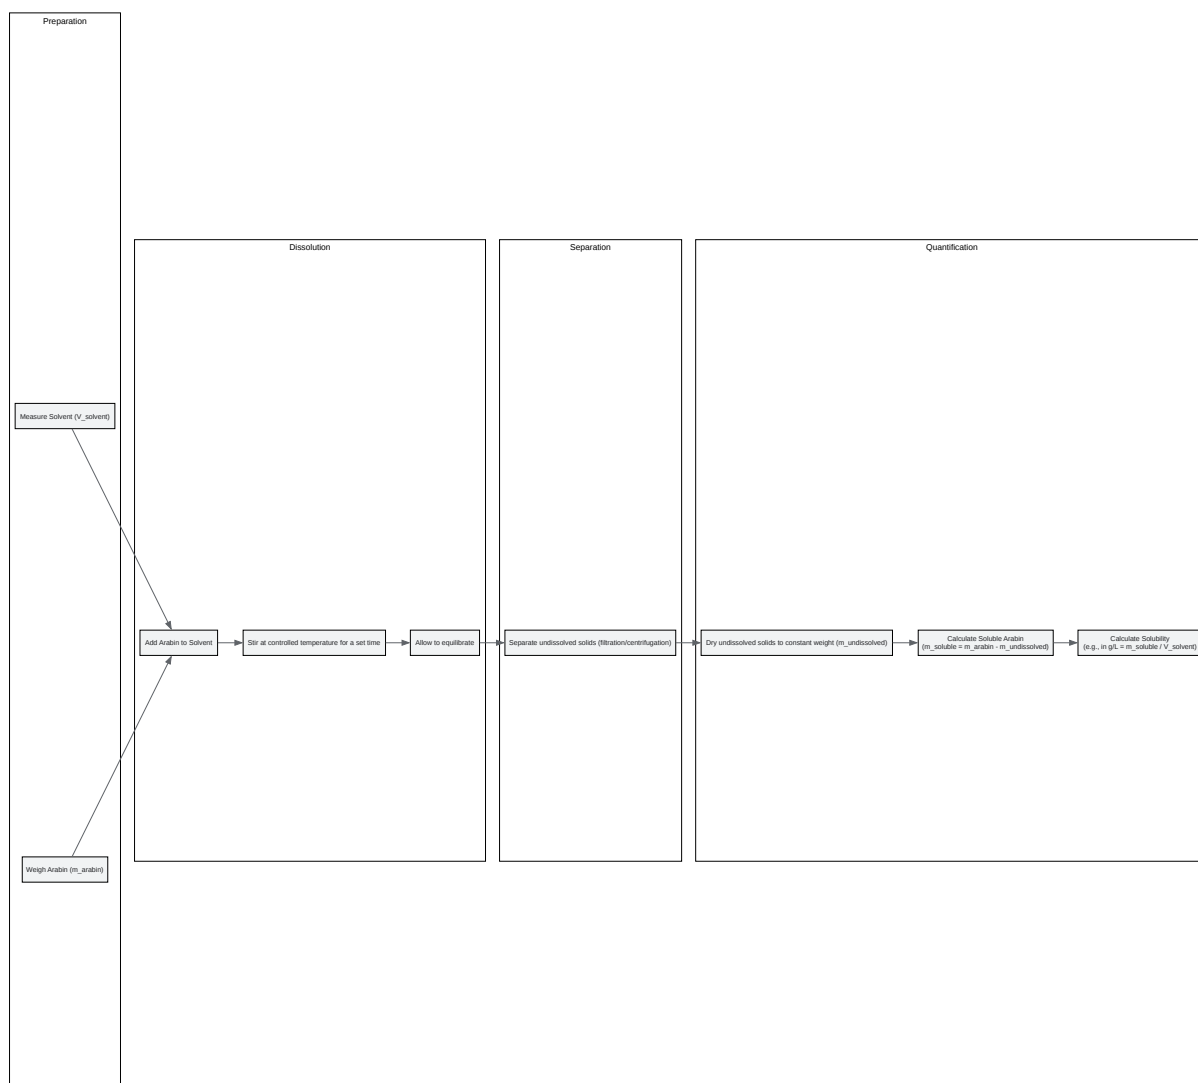 Preparation
Measure Solvent (V_solvent)
Weigh Arabin (m_arabin)
Dissolution
Add Arabin to Solvent
Stir at controlled temperature for a set time
Allow to equilibrate
Separation
Separate undissolved solids (filtration/centrifugation)
Quantification
Dry undissolved solids to constant weight (m_undissolved)
Calculate Soluble Arabin
(m_soluble = m_arabin - m_undissolved)
Calculate Solubility
(e.g., in g/L = m_soluble / V_solvent)